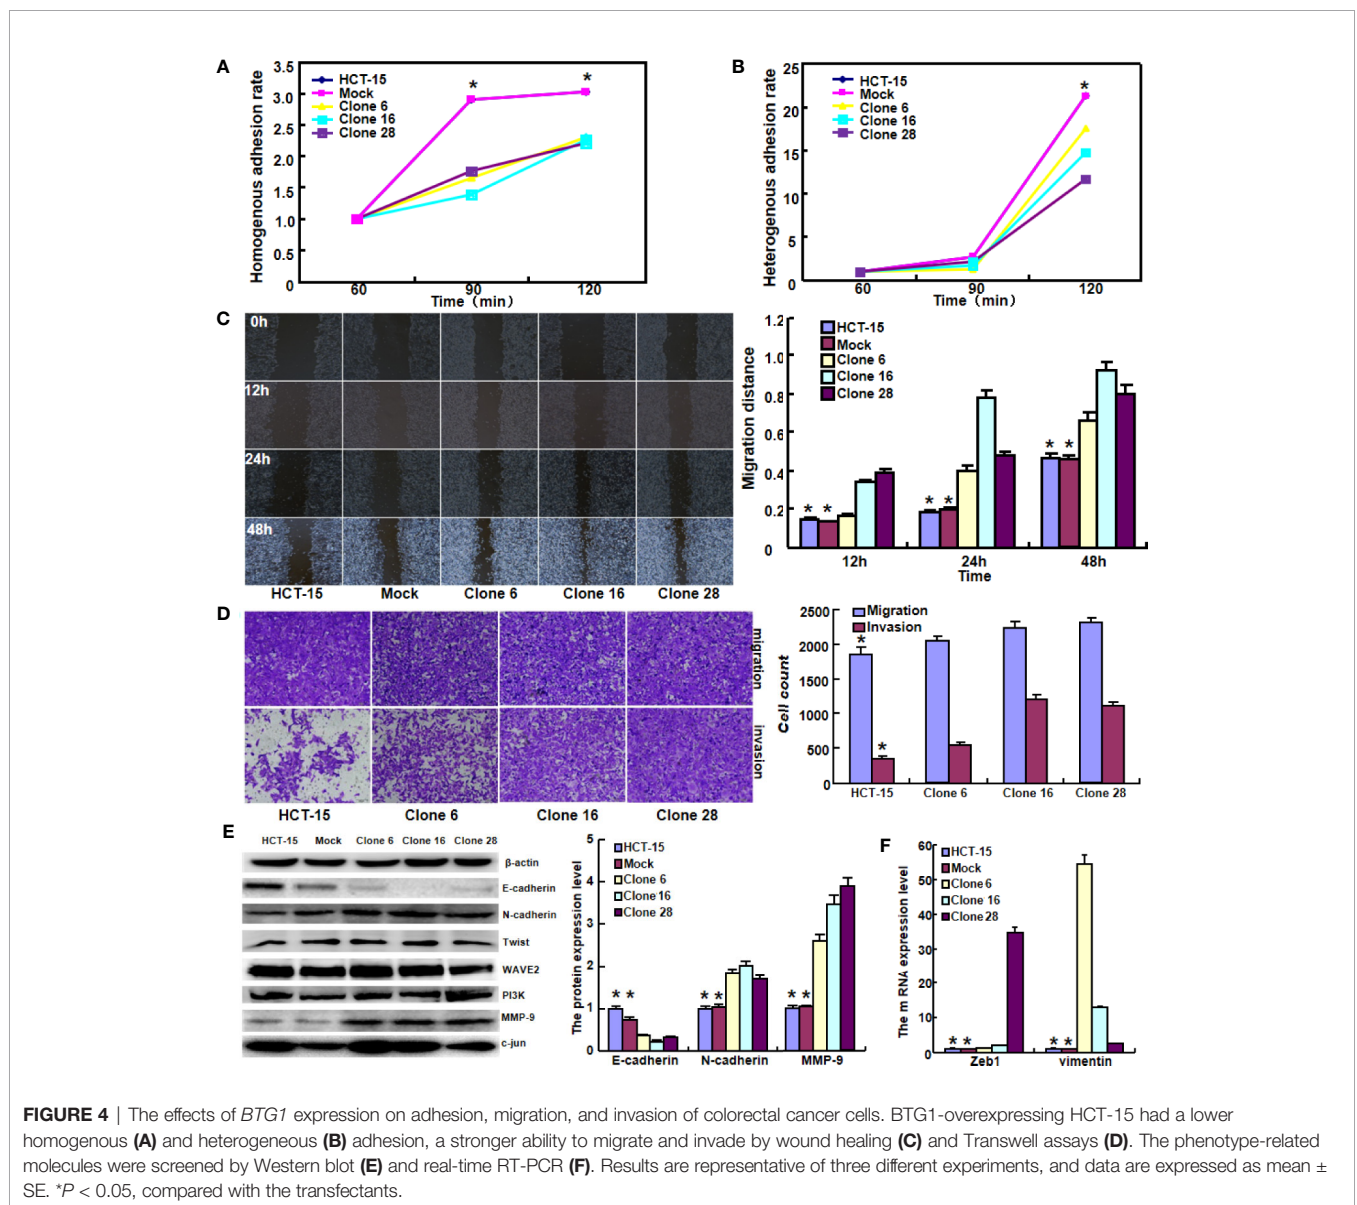 A
Homogenous adhesion rate
3.5
3.0
2.5
2.0
1.5
1.0
0.5
0
HCT-15
Mock
Clone 6
Clone 16
Clone 28
*
*
60
90
120
Time (min)
B
Heterogenous adhesion rate
25
20
15
10
5
0
HCT-15
Mock
Clone 6
Clone 16
Clone 28
*
60
90
120
Time (min)
C
0h
12h
24h
48h
HCT-15
Mock
Clone 6
Clone 16
Clone 28
Migration distance
1.2
1.0
0.8
0.6
0.4
0.2
0
HCT-15
Mock
Clone 6
Clone 16
Clone 28
* *
* *
* *
12h
24h
48h
Time
D
migration
invasion
HCT-15
Clone 6
Clone 16
Clone 28
Cell count
2500
2000
1500
1000
500
0
Migration
Invasion
*
*
HCT-15
Clone 6
Clone 16
Clone 28
E
HCT-15 Mock Clone 6 Clone 16 Clone 28
β-actin
E-cadherin
N-cadherin
Twist
WAVE2
PI3K
MMP-9
c-jun
The protein expression level
5
4
3
2
1
0
HCT-15
Mock
Clone 6
Clone 16
Clone 28
* *
* *
* *
E-cadherin
N-cadherin
MMP-9
F
The m RNA expression level
60
50
40
30
20
10
0
HCT-15
Mock
Clone 6
Clone 16
Clone 28
* *
* *
Zeb1
vimentin
FIGURE 4 | The effects of BTG1 expression on adhesion, migration, and invasion of colorectal cancer cells. BTG1-overexpressing HCT-15 had a lower
homogenous (A) and heterogeneous (B) adhesion, a stronger ability to migrate and invade by wound healing (C) and Transwell assays (D). The phenotype-related
molecules were screened by Western blot (E) and real-time RT-PCR (F). Results are representative of three different experiments, and data are expressed as mean ±
SE. *P < 0.05, compared with the transfectants.